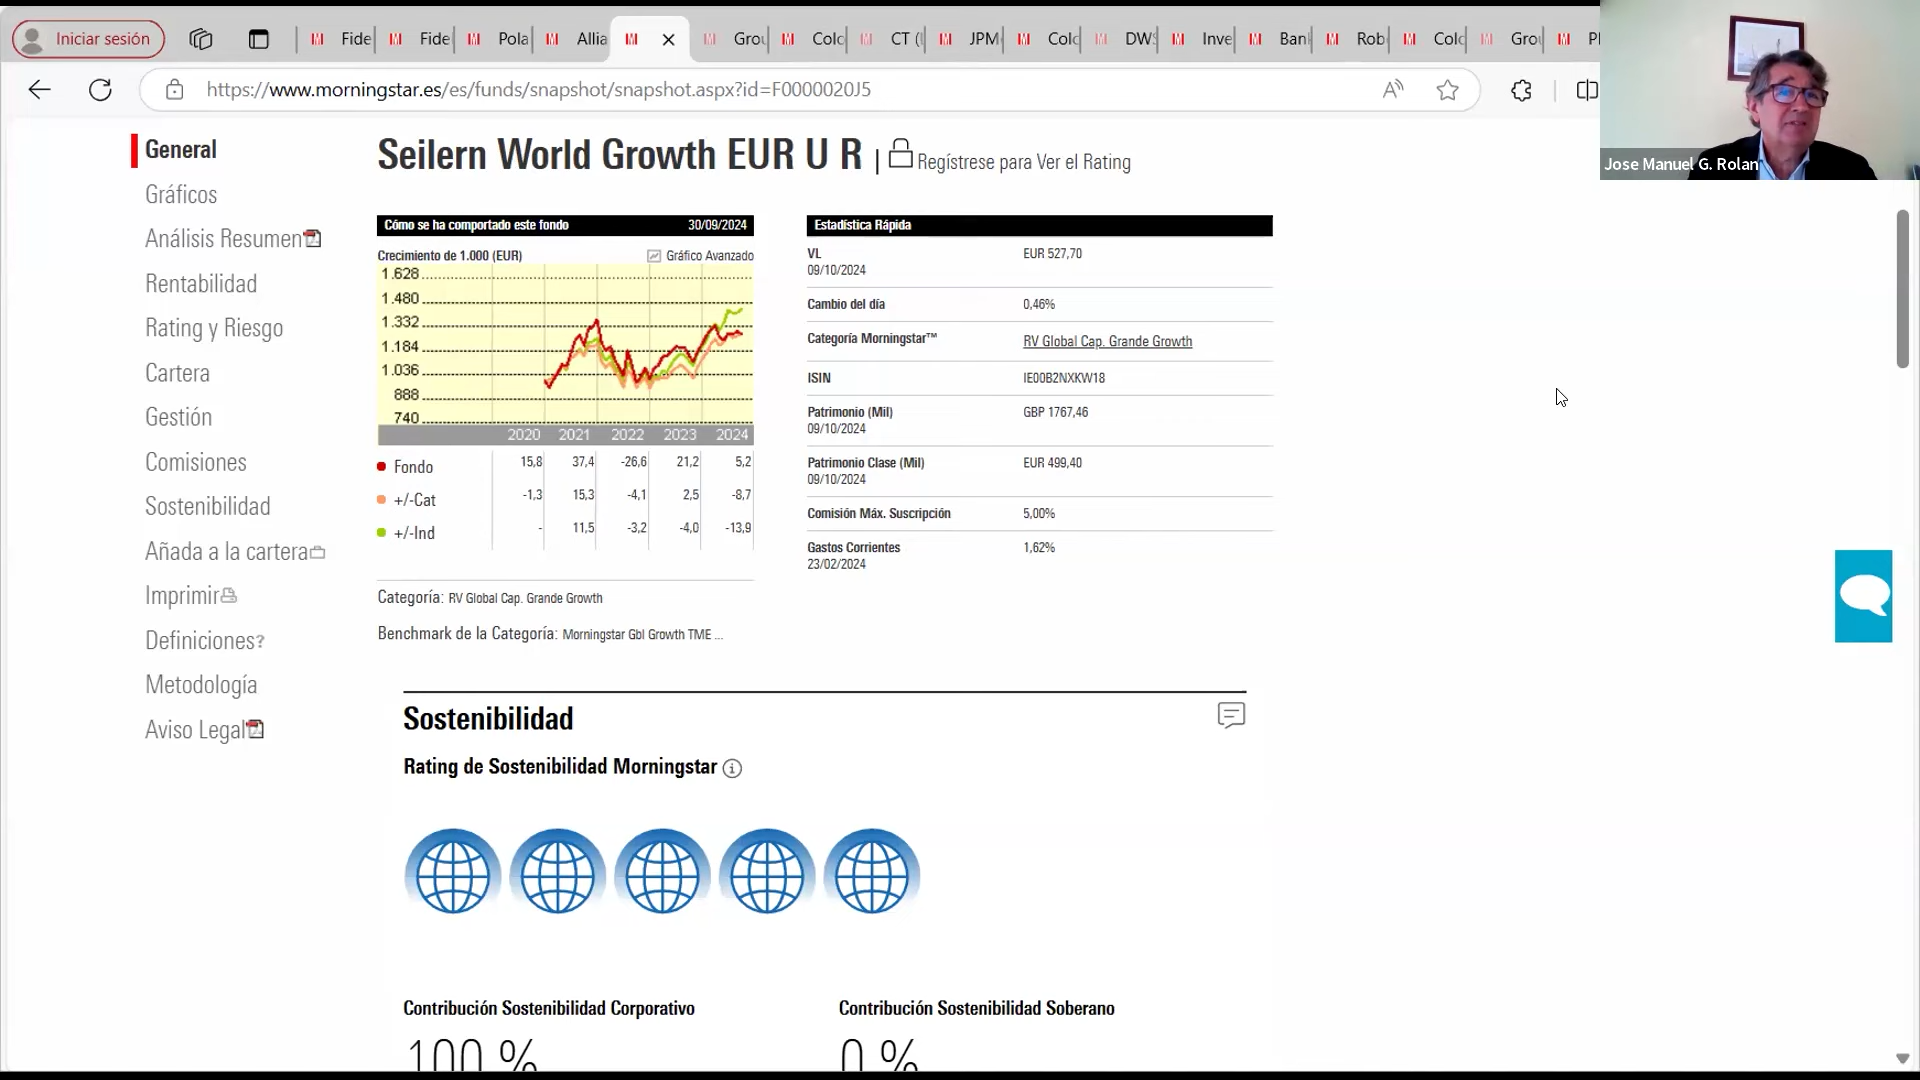 Iniciar sesión
Fide
Fide
Pola
Allia
Grou
Colo
CT (
JPM
Colo
DWS
Inve
Ban
Rob
Colo
Grou
https://www.morningstar.es/es/funds/snapshot/snapshot.aspx?id=F0000020J5
Jose Manuel G. Rolan
General
Gráficos
Análisis Resumen
Rentabilidad
Rating y Riesgo
Cartera
Gestión
Comisiones
Sostenibilidad
Añada a la cartera
Imprimir
Definiciones?
Metodología
Aviso Legal
Seilern World Growth EUR U R | Regístrese para Ver el Rating
Cómo se ha comportado este fondo 30/09/2024
Crecimiento de 1.000 (EUR) Gráfico Avanzado
1.628
1.480
1.332
1.184
1.036
888
740
2020 2021 2022 2023 2024
Fondo 15,8 37,4 -26,6 21,2 5,2
+/-Cat -1,3 15,3 -4,1 2,5 -8,7
+/-Ind - 11,5 -3,2 -4,0 -13,9
Categoría: RV Global Cap. Grande Growth
Benchmark de la Categoría: Morningstar Gbl Growth TME ...
Estadística Rápida
VL EUR 527,70
09/10/2024
Cambio del día 0,46%
Categoría Morningstar™ RV Global Cap. Grande Growth
ISIN IE00B2NXKW18
Patrimonio (Mil) GBP 1767,46
09/10/2024
Patrimonio Clase (Mil) EUR 499,40
09/10/2024
Comisión Máx. Suscripción 5,00%
Gastos Corrientes 1,62%
23/02/2024
Sostenibilidad
Rating de Sostenibilidad Morningstar
Contribución Sostenibilidad Corporativo
100 %
Contribución Sostenibilidad Soberano
0 %